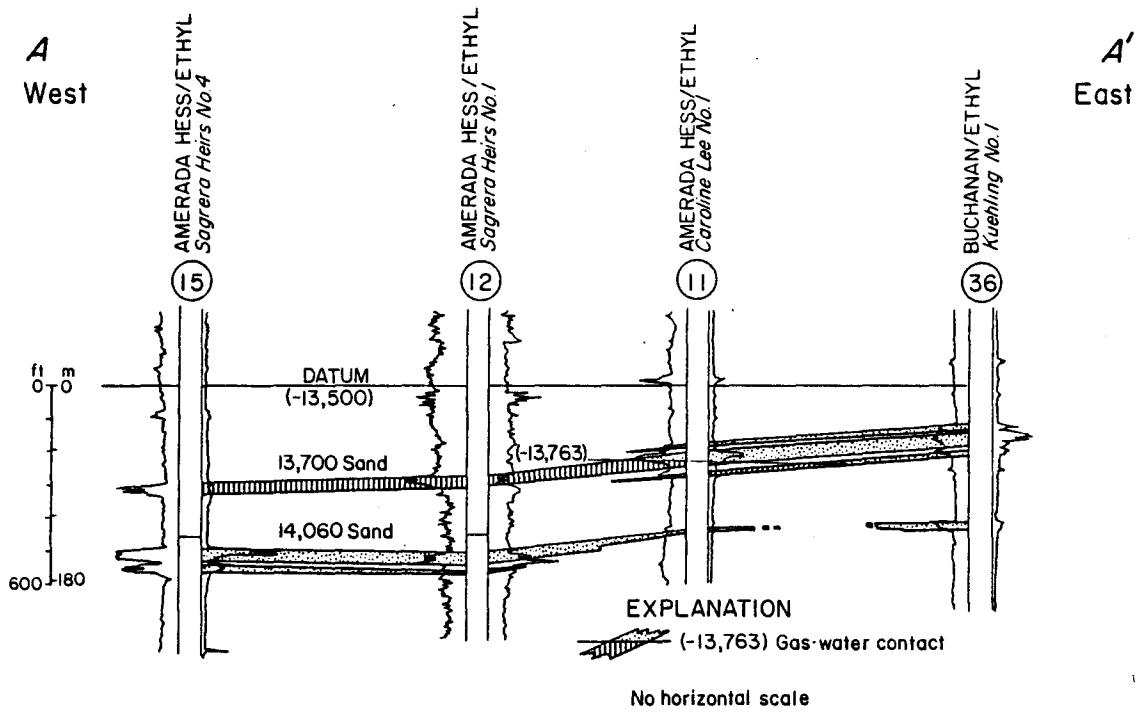 A
West
A'
East
AMERADA HESS/ETHYL
Sagrera Heirs No.4
15
AMERADA HESS/ETHYL
Sagrera Heirs No.1
12
AMERADA HESS/ETHYL
Caroline Lee No.1
11
BUCHANAN/ETHYL
Kuehling No.1
36
ft m
0 0
DATUM
(-13,500)
(-13,763)
13,700 Sand
14,060 Sand
600 180
EXPLANATION
(-13,763) Gas-water contact
No horizontal scale